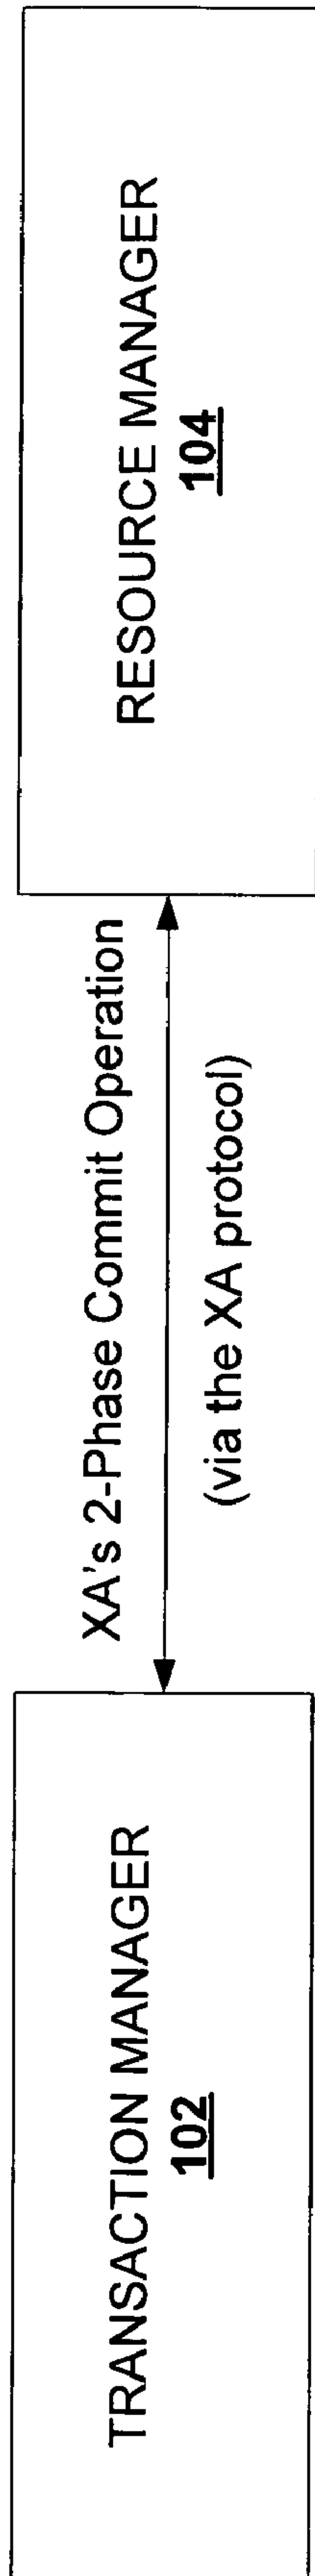 TRANSACTION MANAGER
102
XA's 2-Phase Commit Operation
(via the XA protocol)
RESOURCE MANAGER
104